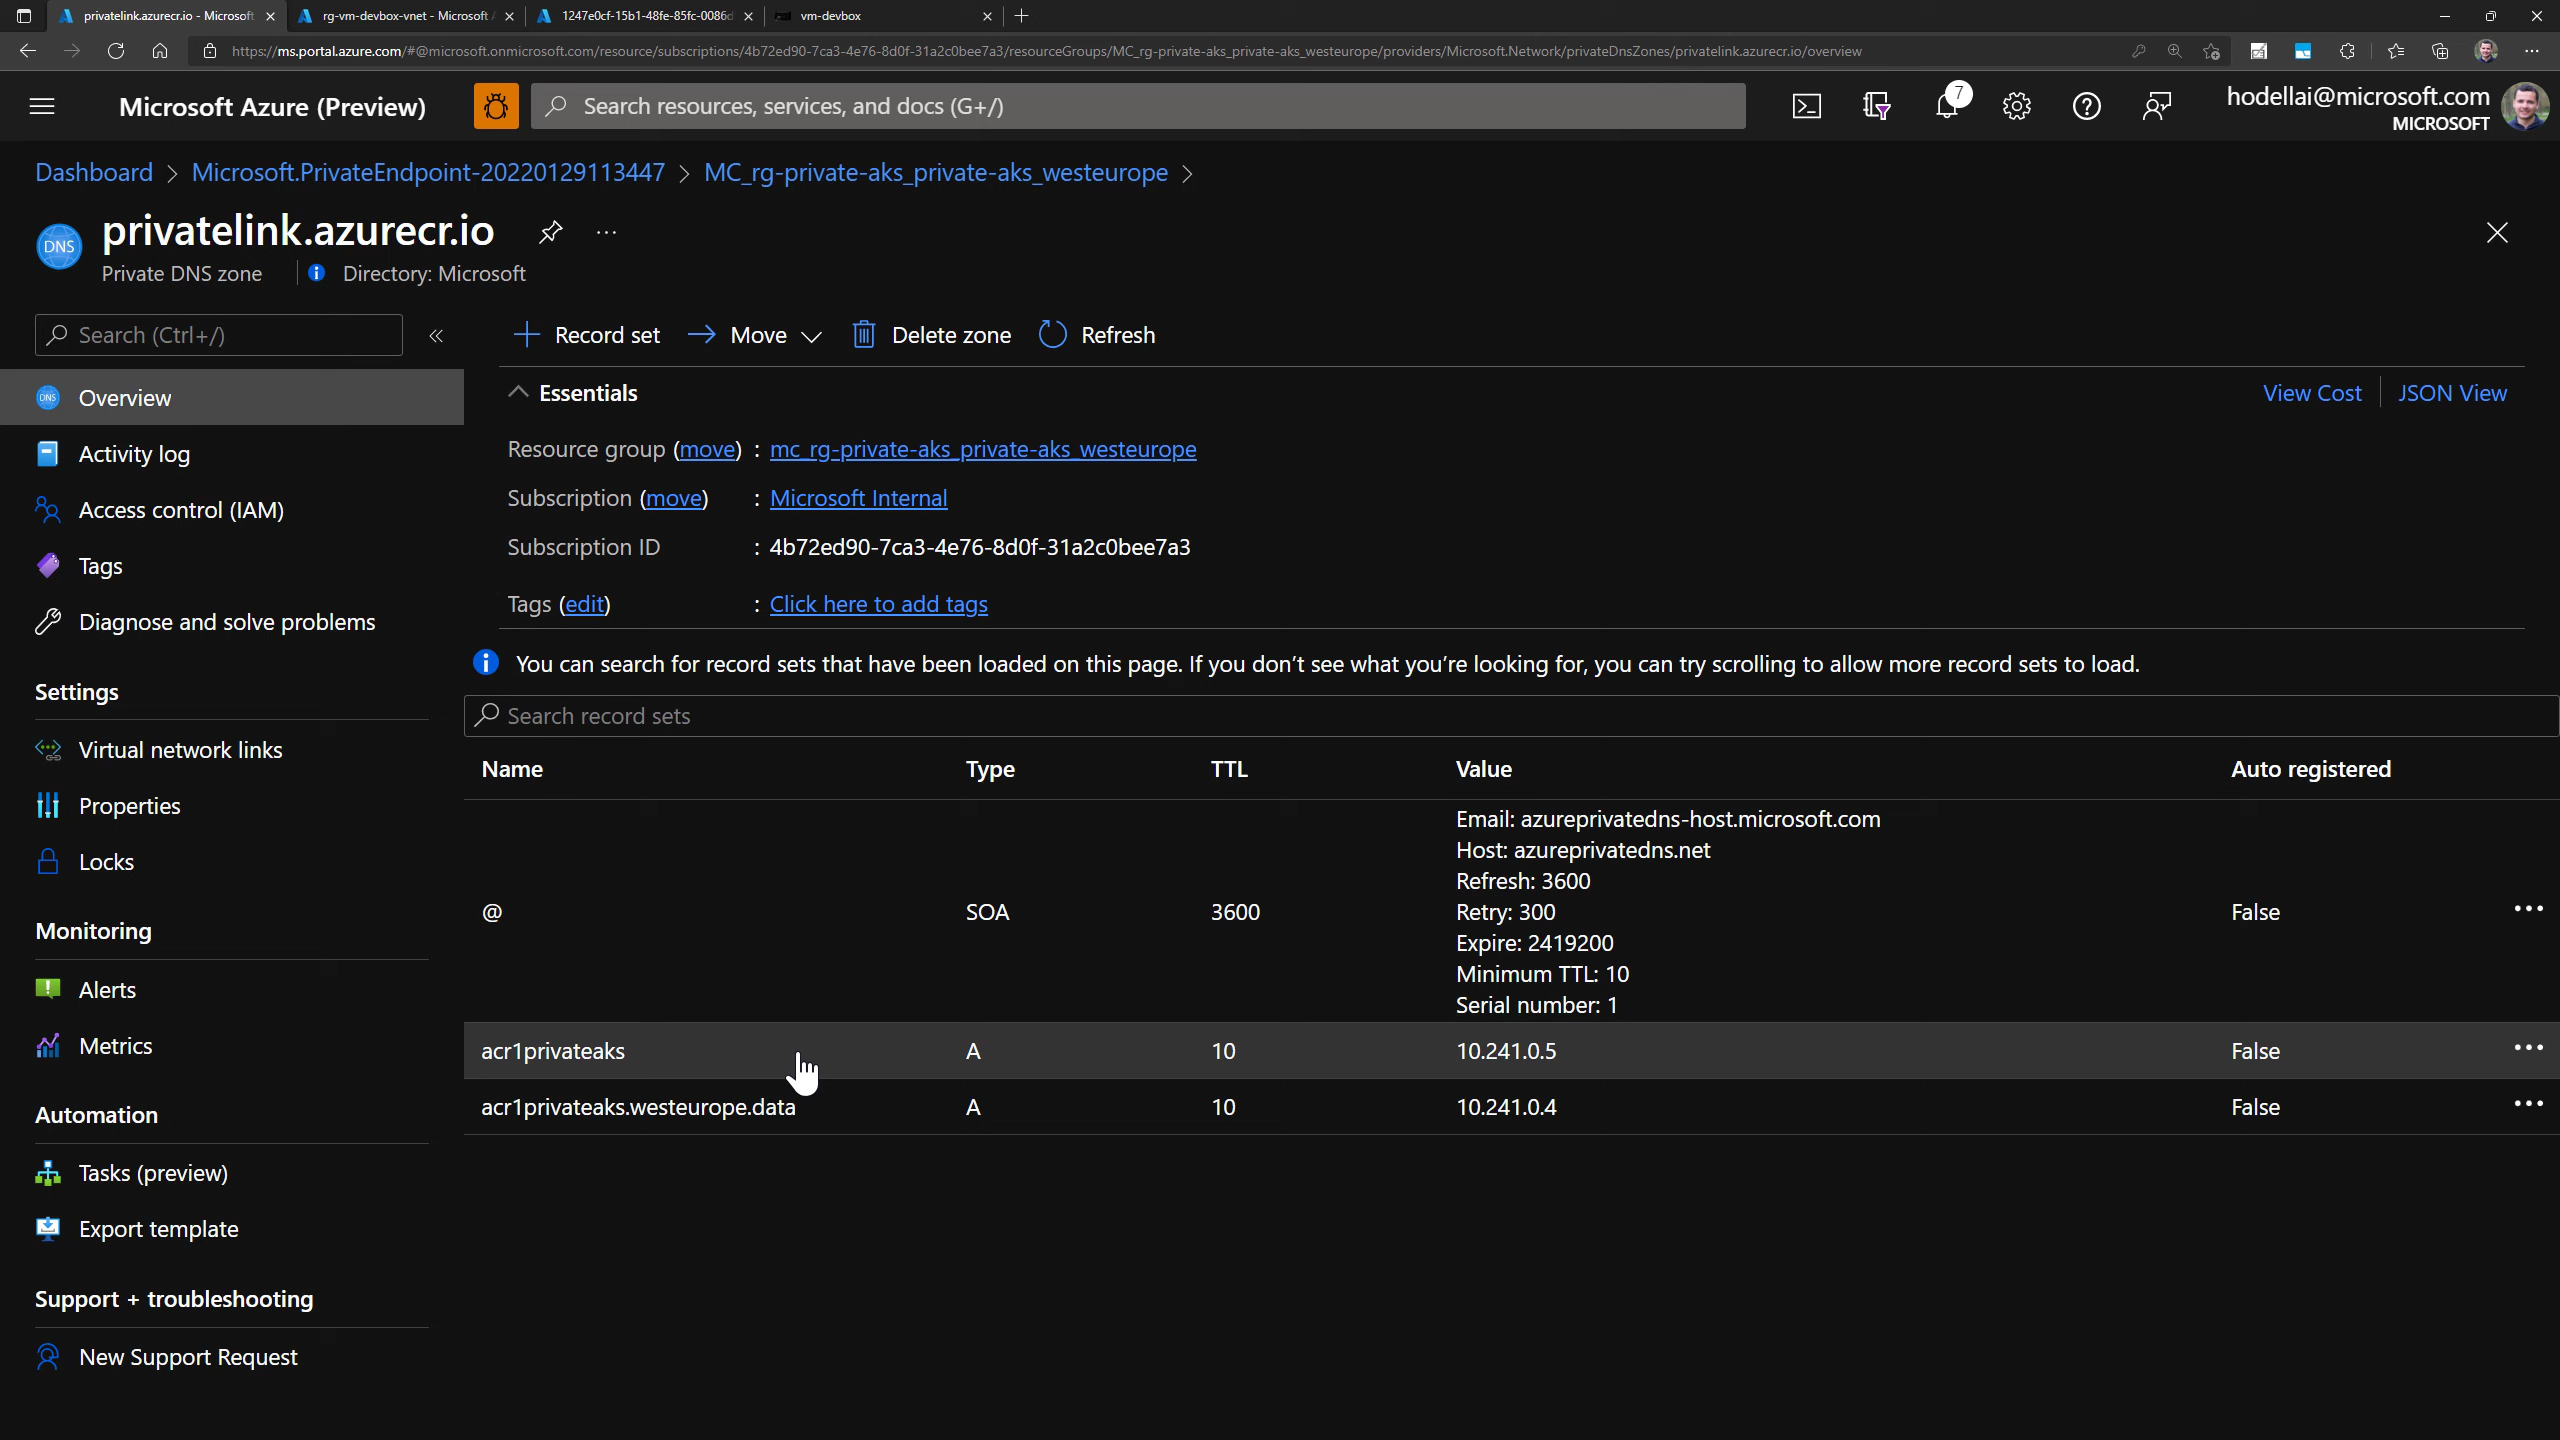 privatelink.azurecr.io - Microsoft
rg-vm-devbox-vnet - Microsoft A
1247e0cf-15b1-48fe-85fc-0086d
vm-devbox
https://ms.portal.azure.com/#@microsoft.onmicrosoft.com/resource/subscriptions/4b72ed90-7ca3-4e76-8d0f-31a2c0bee7a3/resourceGroups/MC_rg-private-aks_private-aks_westeurope/providers/Microsoft.Network/privateDnsZones/privatelink.azurecr.io/overview
Microsoft Azure (Preview)
Search resources, services, and docs (G+/)
7
hodellai@microsoft.com
MICROSOFT
Dashboard > Microsoft.PrivateEndpoint-20220129113447 > MC_rg-private-aks_private-aks_westeurope >
DNS
privatelink.azurecr.io
Private DNS zone
Directory: Microsoft
Search (Ctrl+/)
Record set
Move
Delete zone
Refresh
DNS
Overview
Activity log
Access control (IAM)
Tags
Diagnose and solve problems
Settings
Virtual network links
Properties
Locks
Monitoring
Alerts
Metrics
Automation
Tasks (preview)
Export template
Support + troubleshooting
New Support Request
Essentials
View Cost
JSON View
Resource group (move) : mc_rg-private-aks_private-aks_westeurope
Subscription (move) : Microsoft Internal
Subscription ID : 4b72ed90-7ca3-4e76-8d0f-31a2c0bee7a3
Tags (edit) : Click here to add tags
You can search for record sets that have been loaded on this page. If you don't see what you're looking for, you can try scrolling to allow more record sets to load.
Search record sets
Name Type TTL Value Auto registered
Email: azureprivatedns-host.microsoft.com
Host: azureprivatedns.net
Refresh: 3600
@ SOA 3600 Retry: 300 False
Expire: 2419200
Minimum TTL: 10
Serial number: 1
acr1privateaks A 10 10.241.0.5 False
acr1privateaks.westeurope.data A 10 10.241.0.4 False